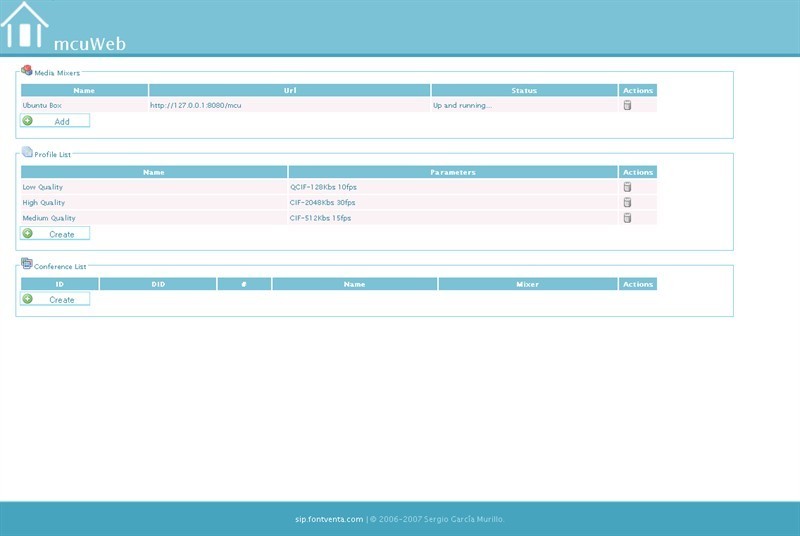 mcuWeb
Media Mixers
Name Url Status Actions
Ubuntu Box http://127.0.0.1:8080/mcu Up and running...
Add
Profile List
Name Parameters Actions
Low Quality QCIF-128Kbs 10fps
High Quality CIF-2048Kbs 30fps
Medium Quality CIF-512Kbs 15fps
Create
Conference List
ID DID # Name Mixer Actions
Create
sip.fontventa.com | © 2006-2007 Sergio García Murillo